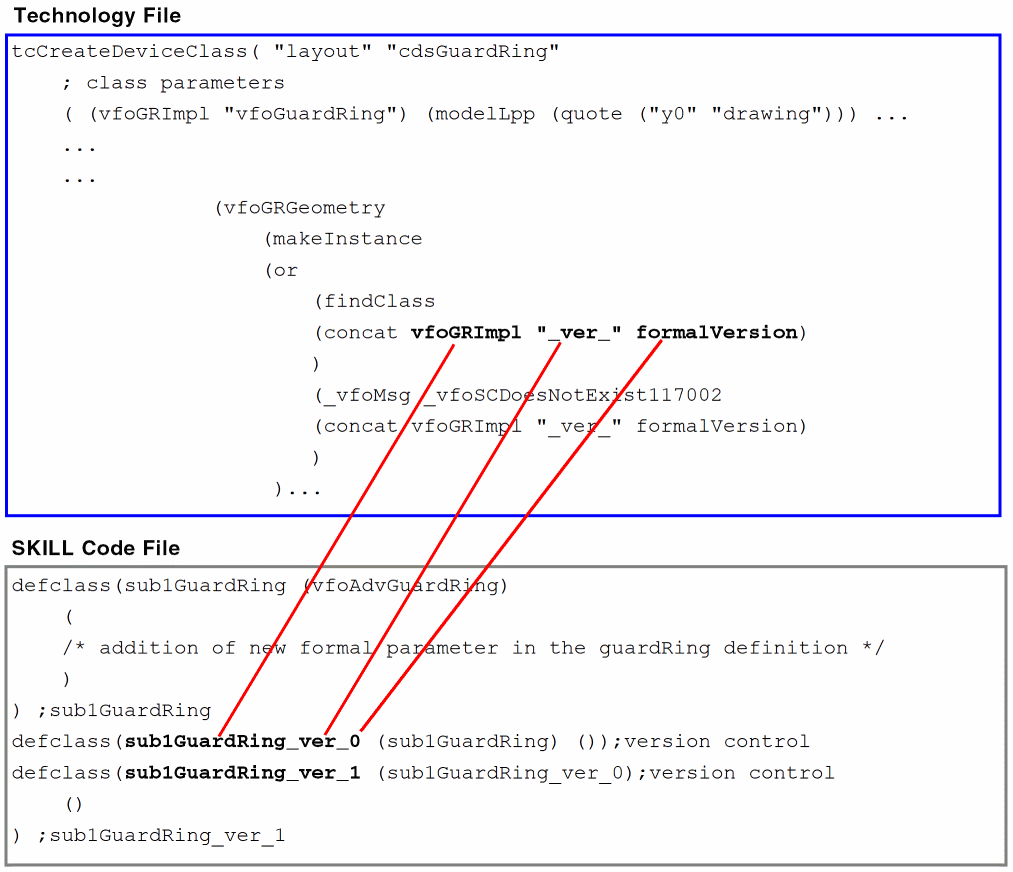 Technology File
tcCreateDeviceClass( "layout" "cdsGuardRing"
; class parameters
( (vfoGRImpl "vfoGuardRing") (modelLpp (quote ("y0" "drawing"))) ...
...
...
(vfoGRGeometry
(makeInstance
(or
(findClass
(concat vfoGRImpl "_ver_" formalVersion)
)
(_vfoMsg _vfoSCDoesNotExist117002
(concat vfoGRImpl "_ver_" formalVersion)
)
)...
SKILL Code File
defclass(sub1GuardRing (vfoAdvGuardRing)
(
/* addition of new formal parameter in the guardRing definition */
)
) ;sub1GuardRing
defclass(sub1GuardRing_ver_0 (sub1GuardRing) ());version control
defclass(sub1GuardRing_ver_1 (sub1GuardRing_ver_0);version control
()
) ;sub1GuardRing_ver_1